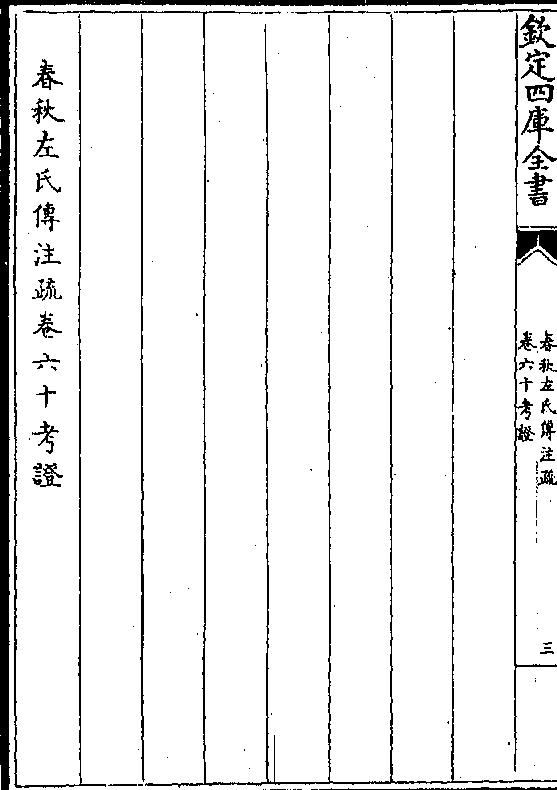 欽定四庫全書
春秋左氏傳注疏
卷六十考證
三
春秋左氏傳注疏卷六十考證